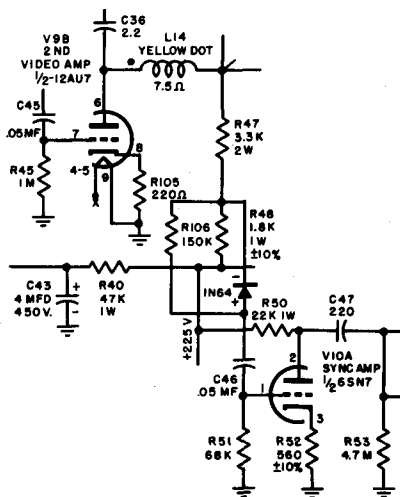 C36
2.2
V9B
2ND
VIDEO AMP
1/2-12AU7
L14
YELLOW DOT
7.5Ω
C45
.05MF
6
7
8
4-5
9
X
R45
1M
R105
220Ω
R47
3.3K
2W
R106
150K
R48
1.8K
1W
±10%
C43
4 MFD
450V.
+
-
R40
47K
1W
-
1N64
+
+225V
R50
22K 1W
C47
220
V10A
SYNC AMP
1/2 6SN7
C46
.05 MF
1
2
3
R51
68K
R52
560
±10%
R53
4.7M